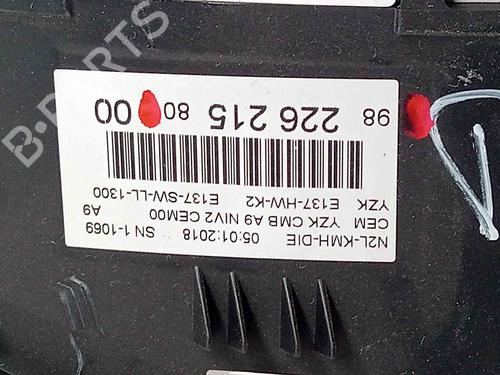 98 226 215 80 00
YZK E137-HW-K2 E137-SW-LL-1300
CEM YZK CMB A9 NIV2 CEM00
N2L-KMH-DIE 05:01:2018 SN 1-1069 A9
B-PARTS